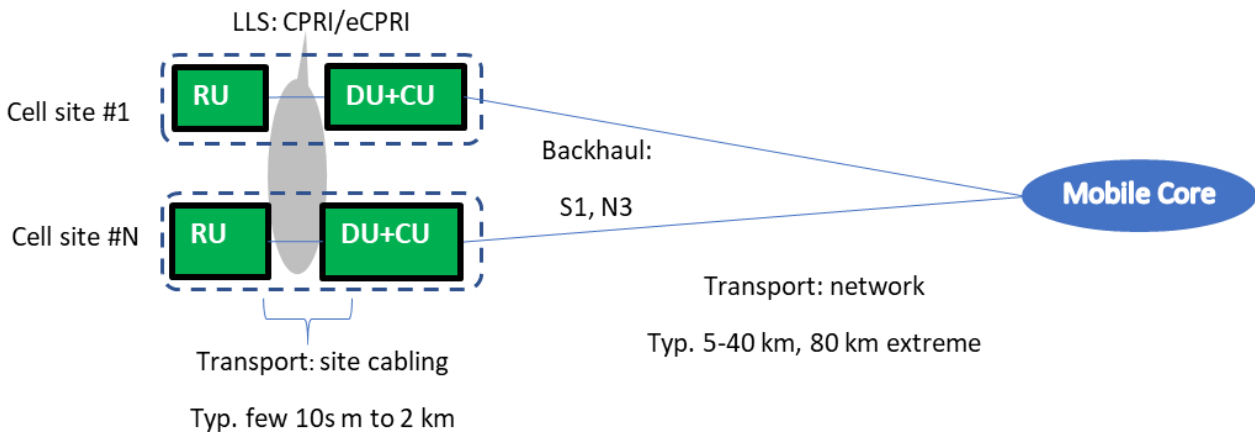 LLS: CPRI/eCPRI
Cell site #1
RU
DU+CU
Backhaul:
S1, N3
Mobile Core
Cell site #N
RU
DU+CU
Transport: network
Typ. 5-40 km, 80 km extreme
Transport: site cabling
Typ. few 10s m to 2 km